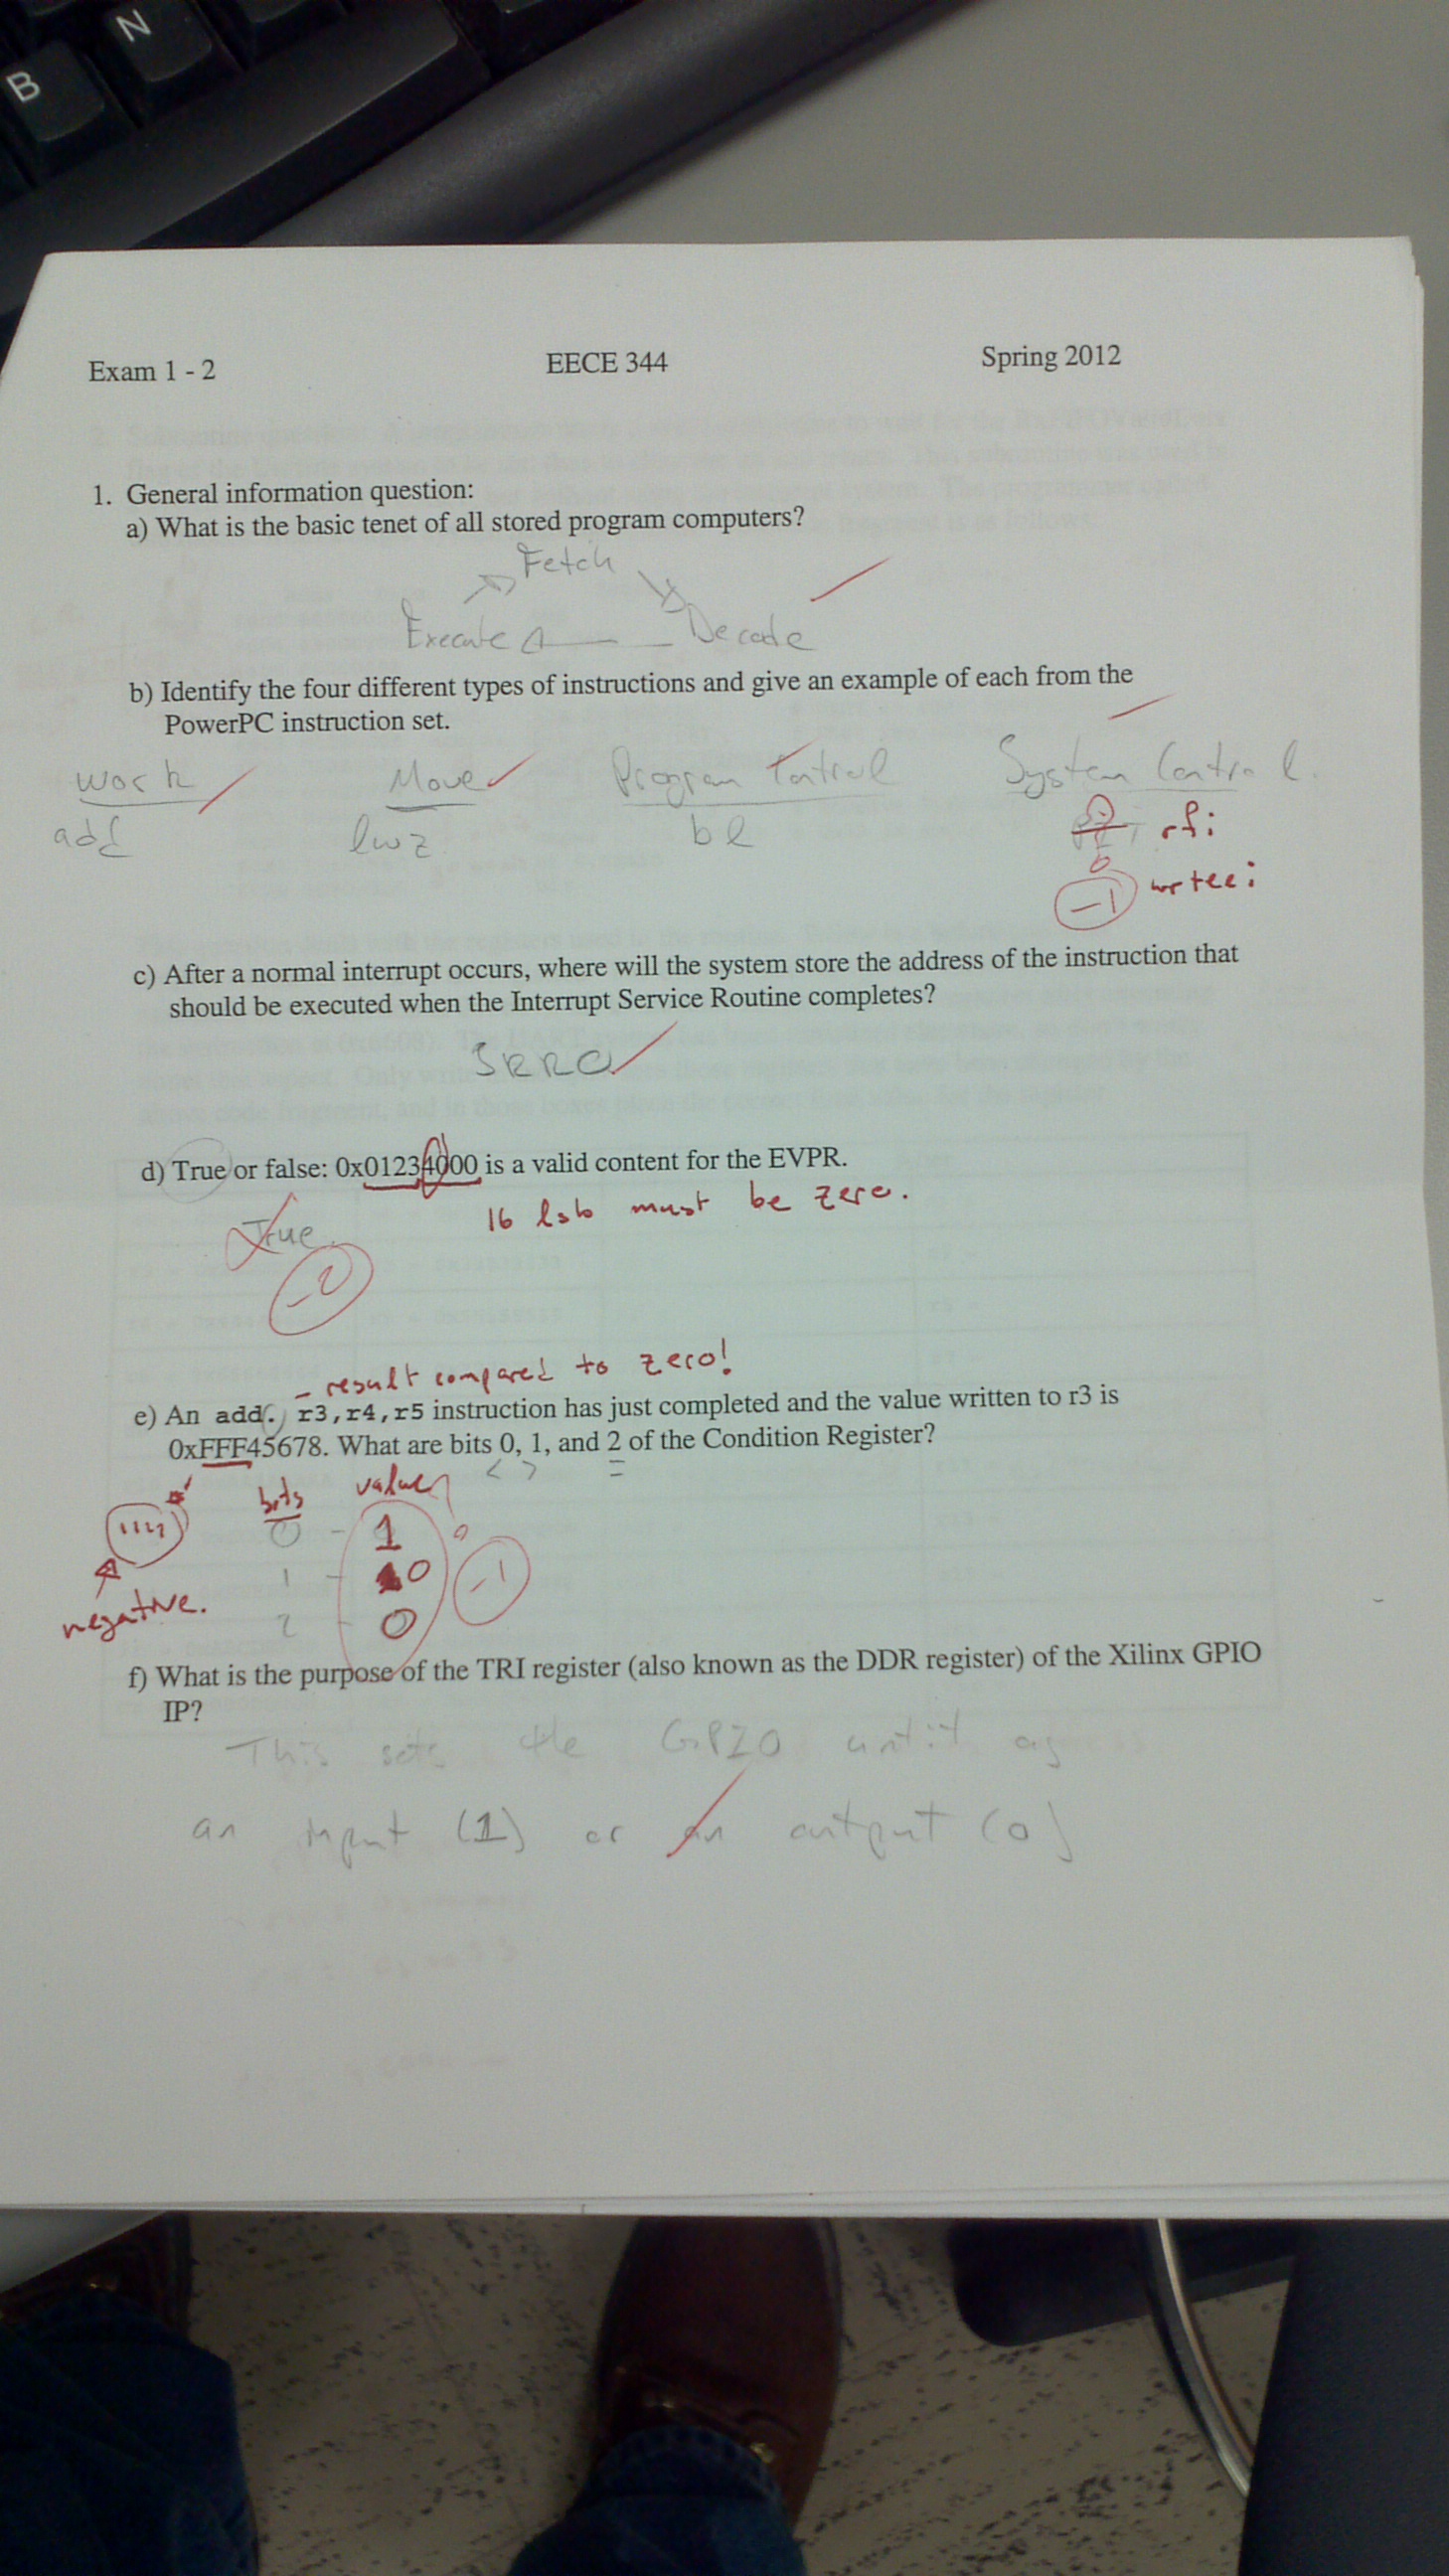 B N
Exam 1 - 2 EECE 344 Spring 2012
1. General information question:
a) What is the basic tenet of all stored program computers?
Fetch
Execute Decode
b) Identify the four different types of instructions and give an example of each from the
PowerPC instruction set.
Work Move Program Control System Control
add lwz bl rfi
-1 wrteei
c) After a normal interrupt occurs, where will the system store the address of the instruction that
should be executed when the Interrupt Service Routine completes?
SRR0
d) True or false: 0x01234000 is a valid content for the EVPR.
16 lsb must be zero.
True
-2
- result compared to zero!
e) An add. r3,r4,r5 instruction has just completed and the value written to r3 is
0xFFF45678. What are bits 0, 1, and 2 of the Condition Register?
< > =
bits value
1111 0 - 1
1 - 0 -1
negative.
2 - 0
f) What is the purpose of the TRI register (also known as the DDR register) of the Xilinx GPIO
IP?
This sets the GPIO as
an input (1) or an output (0)